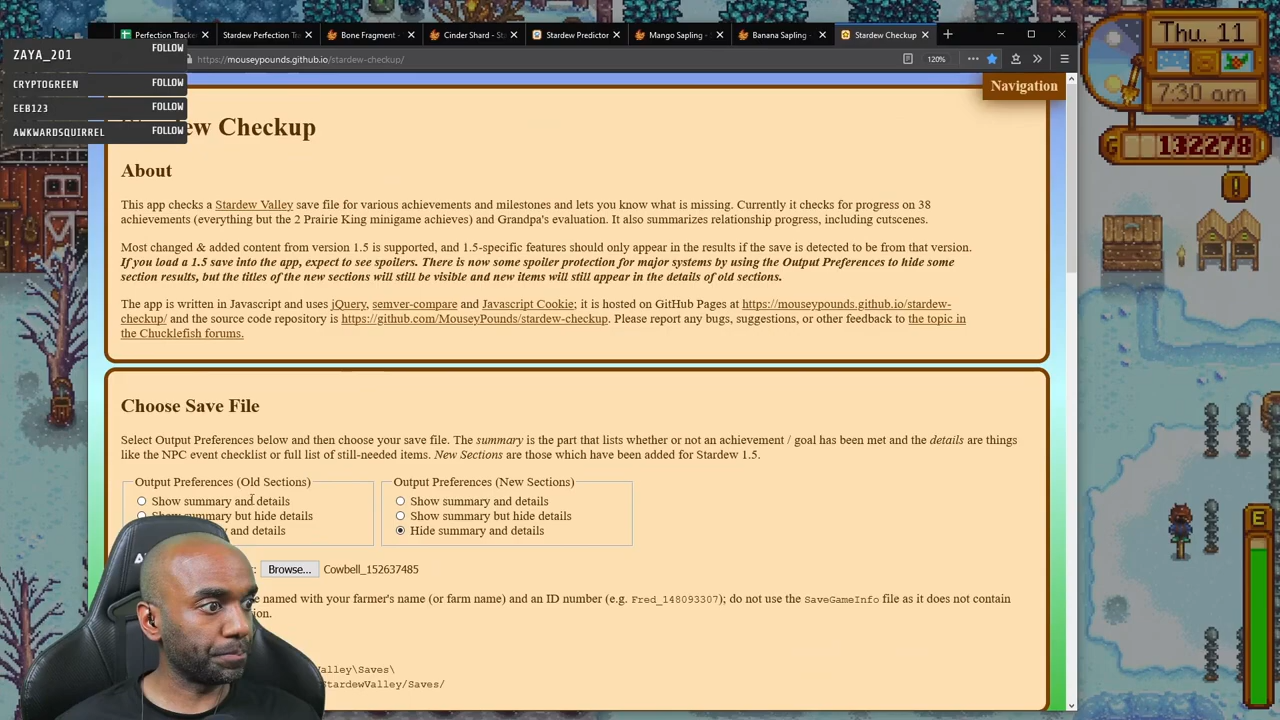 Perfection Tracke
Stardew Perfection Tra
Bone Fragment -
Cinder Shard - Sta
Stardew Predictor
Mango Sapling -
Banana Sapling -
Stardew Checkup
https://mouseypounds.github.io/stardew-checkup/
120%
ZAYA_201 FOLLOW
CRYPTOGREEN FOLLOW
EEB123 FOLLOW
AWKWARDSQUIRREL FOLLOW
Thu. 11
7:30 am
132278
E
Navigation
ew Checkup
About
This app checks a Stardew Valley save file for various achievements and milestones and lets you know what is missing. Currently it checks for progress on 38
achievements (everything but the 2 Prairie King minigame achieves) and Grandpa's evaluation. It also summarizes relationship progress, including cutscenes.
Most changed & added content from version 1.5 is supported, and 1.5-specific features should only appear in the results if the save is detected to be from that version.
If you load a 1.5 save into the app, expect to see spoilers. There is now some spoiler protection for major systems by using the Output Preferences to hide some
section results, but the titles of the new sections will still be visible and new items will still appear in the details of old sections.
The app is written in Javascript and uses jQuery, semver-compare and Javascript Cookie; it is hosted on GitHub Pages at https://mouseypounds.github.io/stardew-
checkup/ and the source code repository is https://github.com/MouseyPounds/stardew-checkup. Please report any bugs, suggestions, or other feedback to the topic in
the Chucklefish forums.
Choose Save File
Select Output Preferences below and then choose your save file. The summary is the part that lists whether or not an achievement / goal has been met and the details are things
like the NPC event checklist or full list of still-needed items. New Sections are those which have been added for Stardew 1.5.
Output Preferences (Old Sections)
Show summary and details
Show summary but hide details
y and details
Output Preferences (New Sections)
Show summary and details
Show summary but hide details
Hide summary and details
Browse... Cowbell_152637485
e named with your farmer's name (or farm name) and an ID number (e.g. Fred_148093307); do not use the SaveGameInfo file as it does not contain
ion.
Valley\Saves\
StardewValley/Saves/